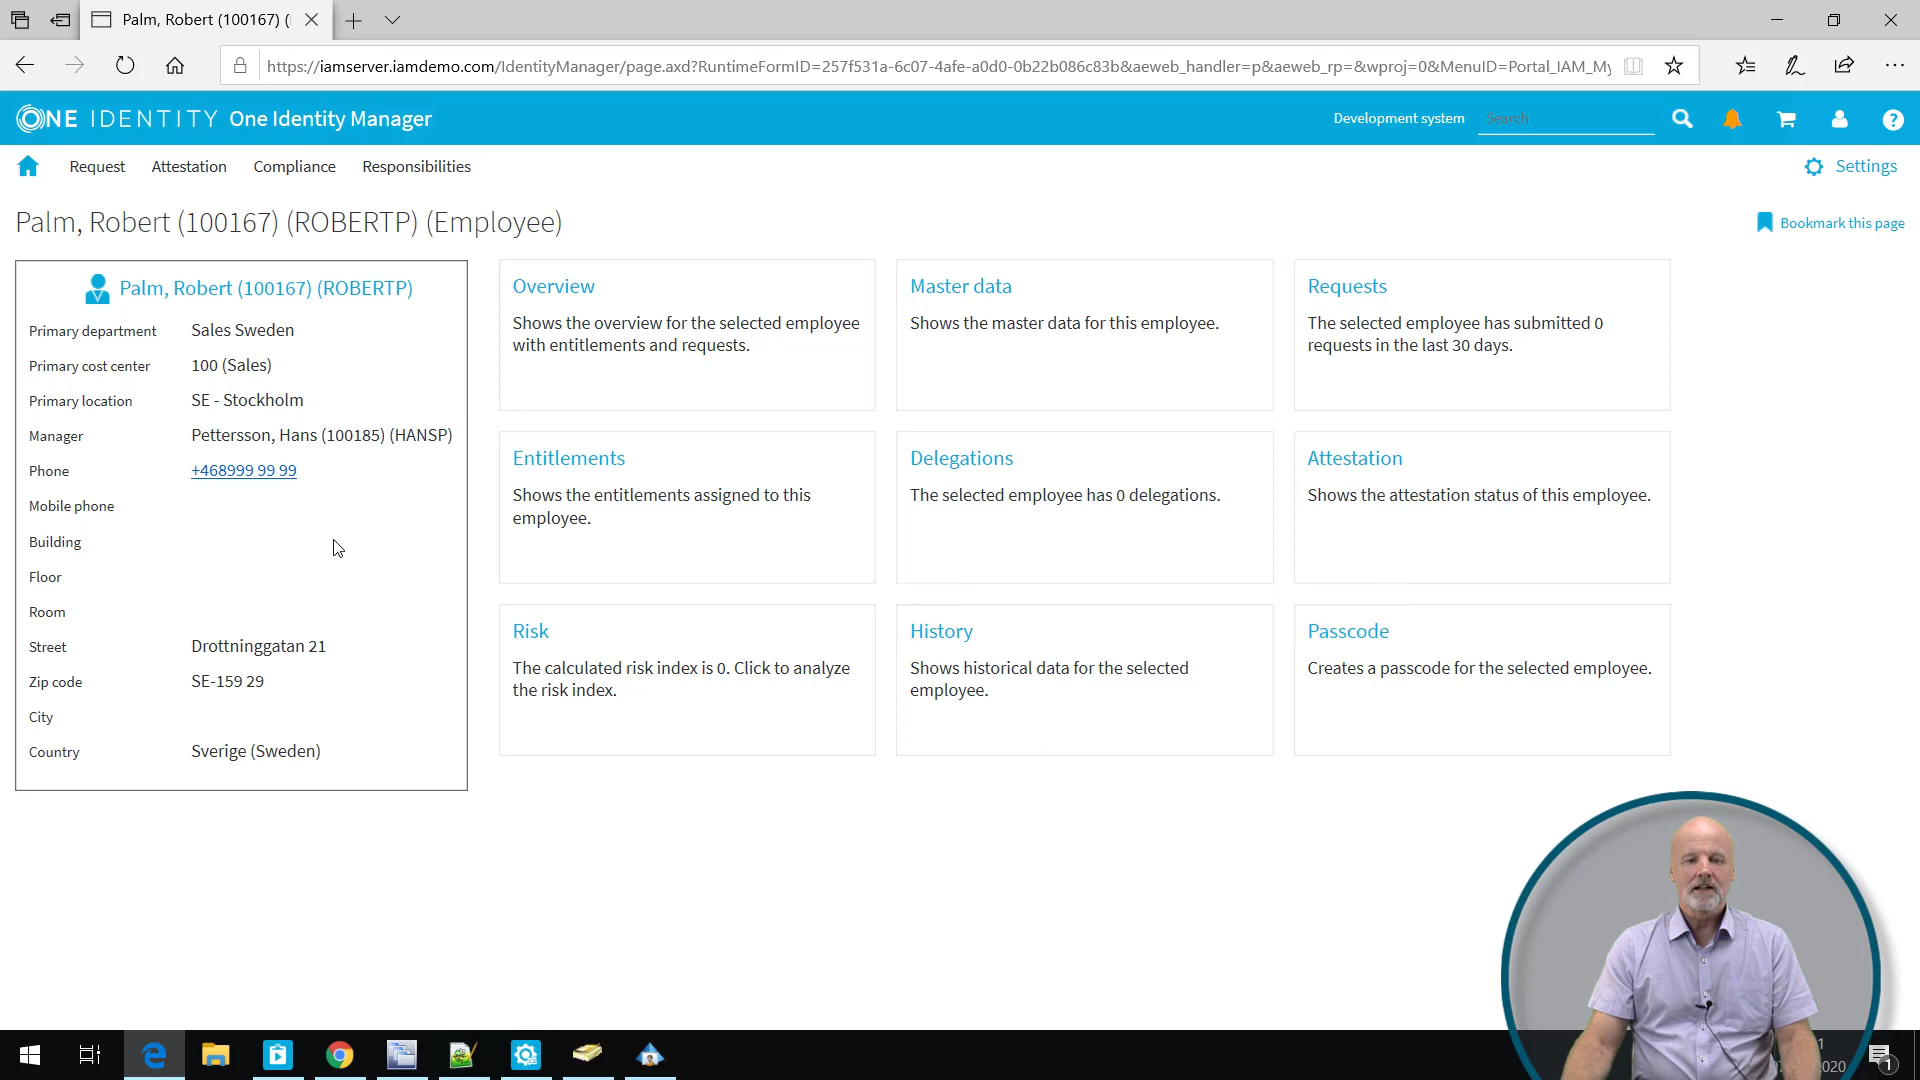 Palm, Robert (100167) (
https://iamserver.iamdemo.com/IdentityManager/page.axd?RuntimeFormID=257f531a-6c07-4afe-a0d0-0b22b086c83b&aeweb_handler=p&aeweb_rp=&wproj=0&MenuID=Portal_IAM_My
ONE IDENTITY One Identity Manager
Development system Search
Request Attestation Compliance Responsibilities Settings
Palm, Robert (100167) (ROBERTP) (Employee)
Bookmark this page
Palm, Robert (100167) (ROBERTP)
Primary department Sales Sweden
Primary cost center 100 (Sales)
Primary location SE - Stockholm
Manager Pettersson, Hans (100185) (HANSP)
Phone +468999 99 99
Mobile phone
Building
Floor
Room
Street Drottninggatan 21
Zip code SE-159 29
City
Country Sverige (Sweden)
Overview
Shows the overview for the selected employee
with entitlements and requests.
Master data
Shows the master data for this employee.
Requests
The selected employee has submitted 0
requests in the last 30 days.
Entitlements
Shows the entitlements assigned to this
employee.
Delegations
The selected employee has 0 delegations.
Attestation
Shows the attestation status of this employee.
Risk
The calculated risk index is 0. Click to analyze
the risk index.
History
Shows historical data for the selected
employee.
Passcode
Creates a passcode for the selected employee.
1
2020
1